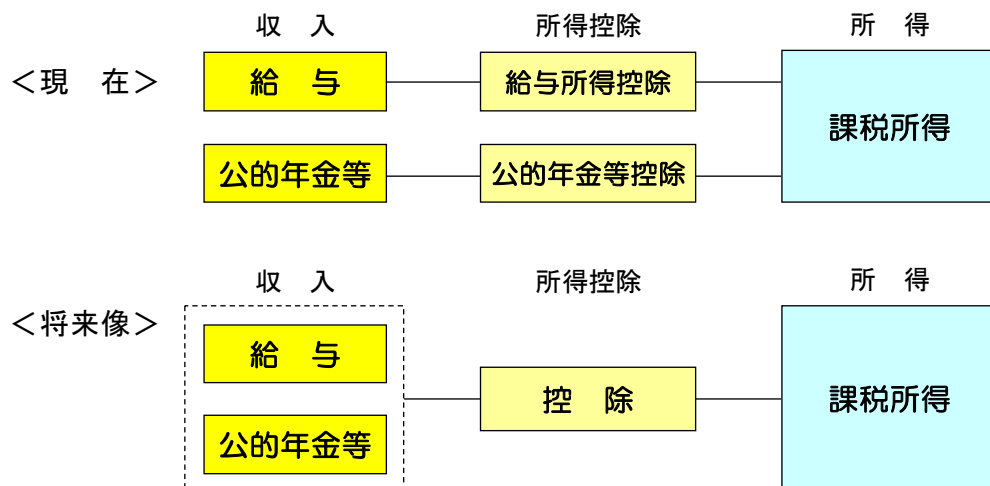 収　入　所得控除　所　得
＜現　在＞　給　与　給与所得控除　課税所得
公的年金等　公的年金等控除
収　入　所得控除　所　得
＜将来像＞
給　与　控　除　課税所得
公的年金等